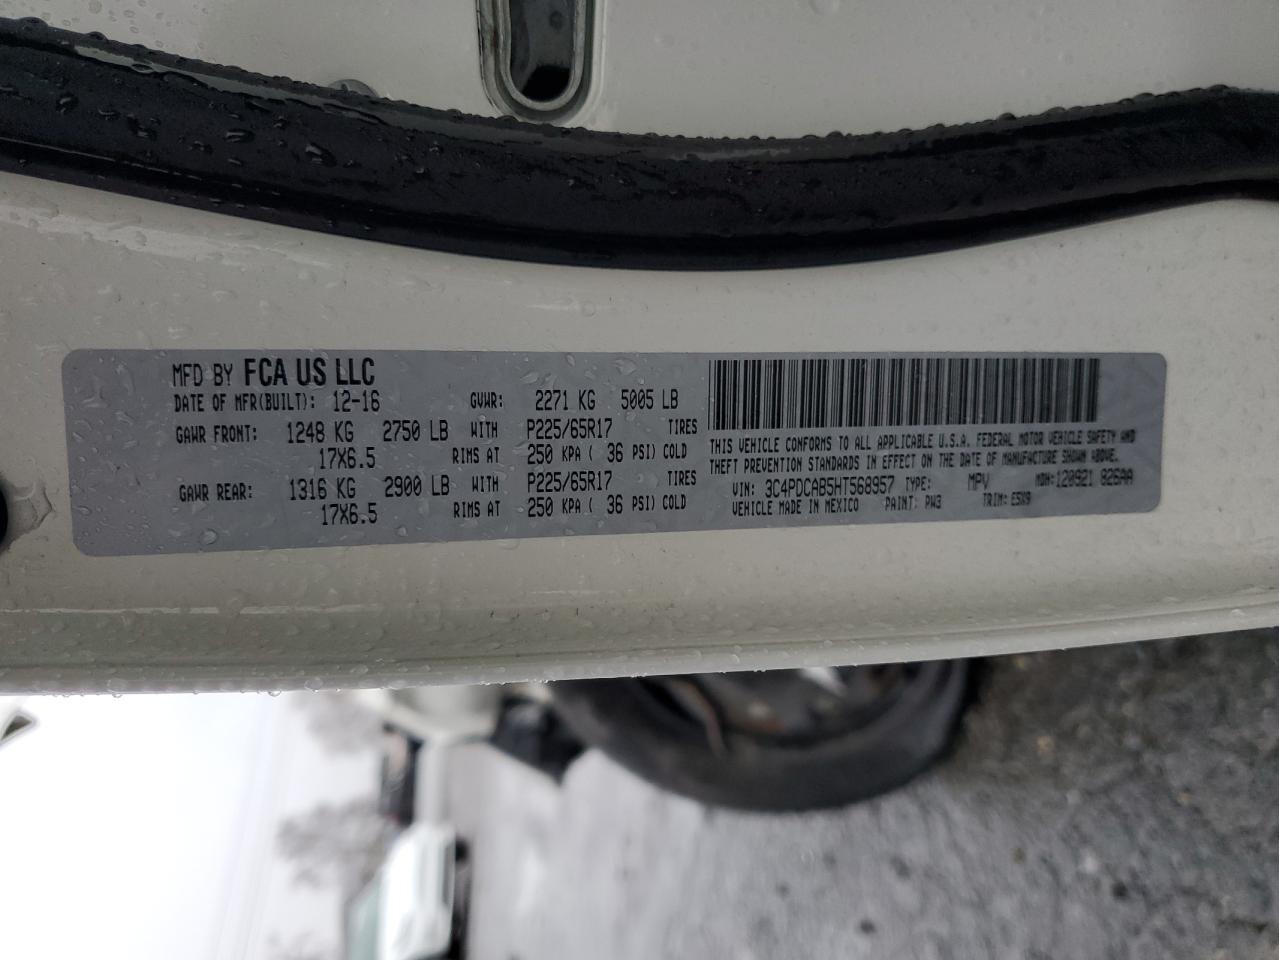 MFD BY FCA US LLC
DATE OF MFR(BUILT): 12-16 GVWR: 2271 KG 5005 LB
GAWR FRONT: 1248 KG 2750 LB WITH P225/65R17 TIRES
17X6.5 RIMS AT 250 KPA ( 36 PSI) COLD
GAWR REAR: 1316 KG 2900 LB WITH P225/65R17 TIRES
17X6.5 RIMS AT 250 KPA ( 36 PSI) COLD
THIS VEHICLE CONFORMS TO ALL APPLICABLE U.S.A. FEDERAL MOTOR VEHICLE SAFETY AND
THEFT PREVENTION STANDARDS IN EFFECT ON THE DATE OF MANUFACTURE SHOWN ABOVE.
VIN: 3C4PDCAB5HT568957 TYPE: MPV MDH: 120921 826AA
VEHICLE MADE IN MEXICO PAINT: PW3 TRIM: E5X9